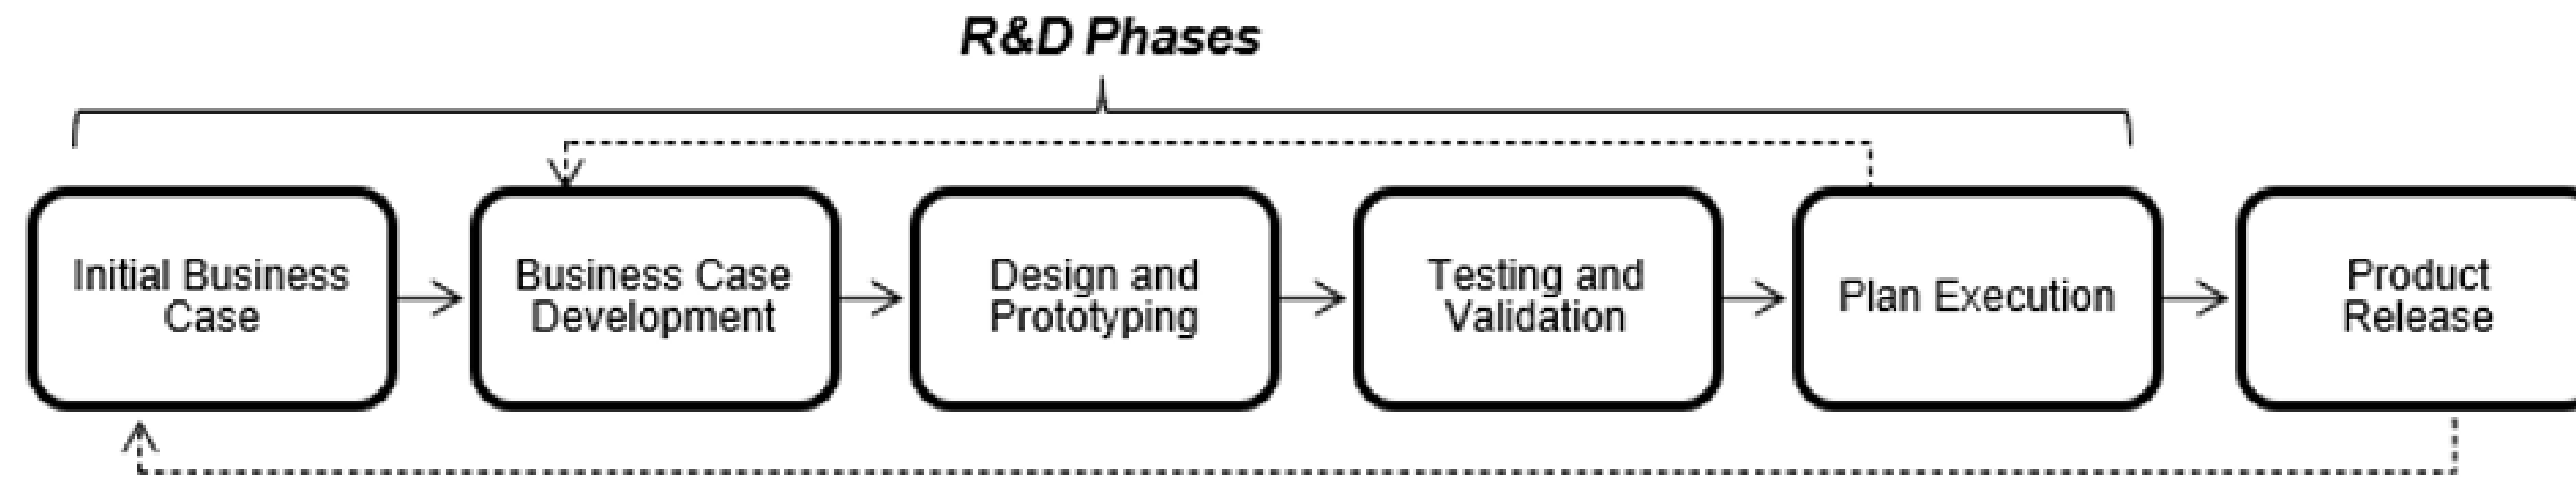 R&D Phases
Initial Business
Case
Business Case
Development
Design and
Prototyping
Testing and
Validation
Plan Execution
Product
Release